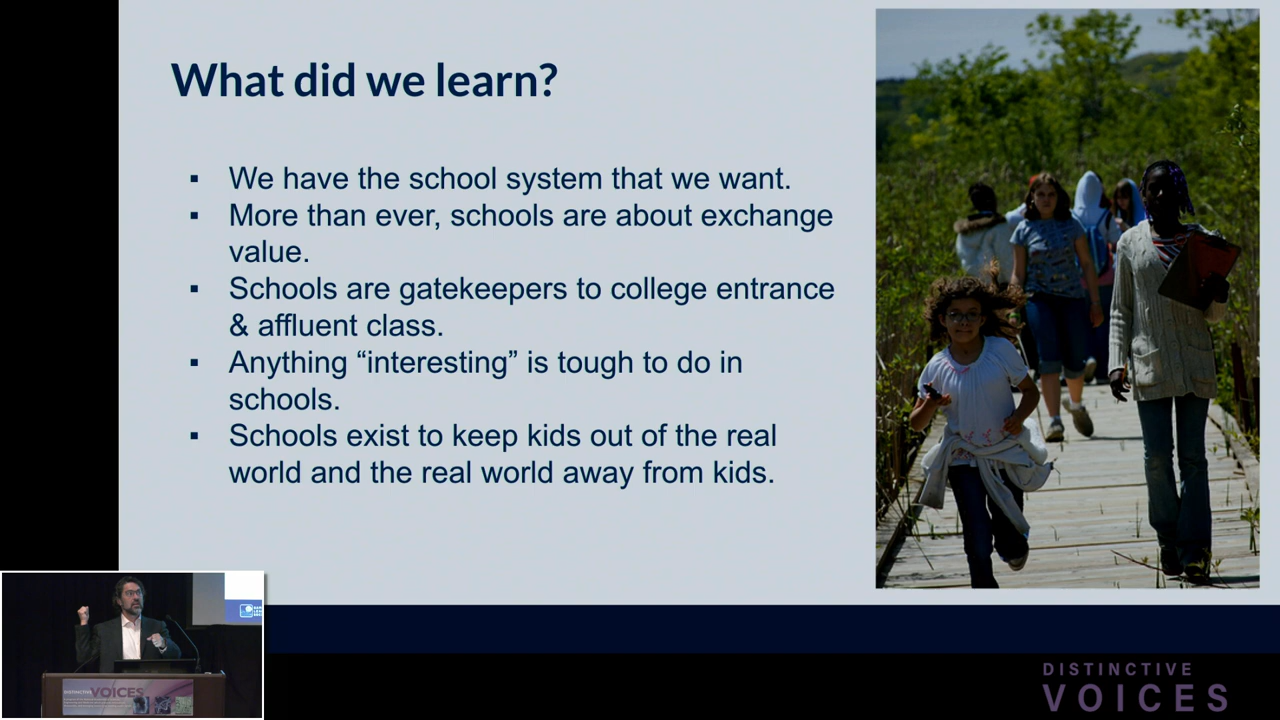 What did we learn?
▪ We have the school system that we want.
▪ More than ever, schools are about exchange
value.
▪ Schools are gatekeepers to college entrance
& affluent class.
▪ Anything “interesting” is tough to do in
schools.
▪ Schools exist to keep kids out of the real
world and the real world away from kids.
DISTINCTIVE VOICES
DISTINCTIVE
VOICES